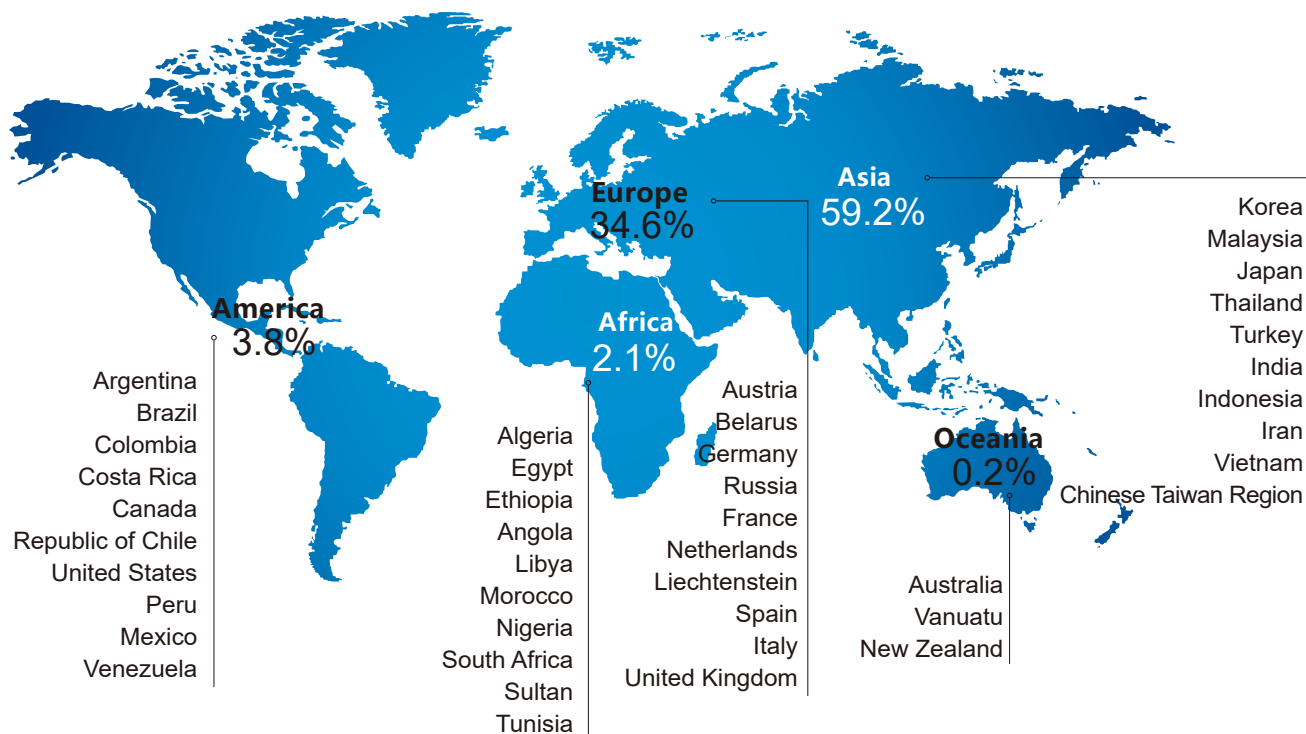 Asia
59.2%
Korea
Malaysia
Japan
Thailand
Turkey
India
Indonesia
Iran
Vietnam
Chinese Taiwan Region
Europe
34.6%
Austria
Belarus
Germany
Russia
France
Netherlands
Liechtenstein
Spain
Italy
United Kingdom
America
3.8%
Argentina
Brazil
Colombia
Costa Rica
Canada
Republic of Chile
United States
Peru
Mexico
Venezuela
Africa
2.1%
Algeria
Egypt
Ethiopia
Angola
Libya
Morocco
Nigeria
South Africa
Sultan
Tunisia
Oceania
0.2%
Australia
Vanuatu
New Zealand